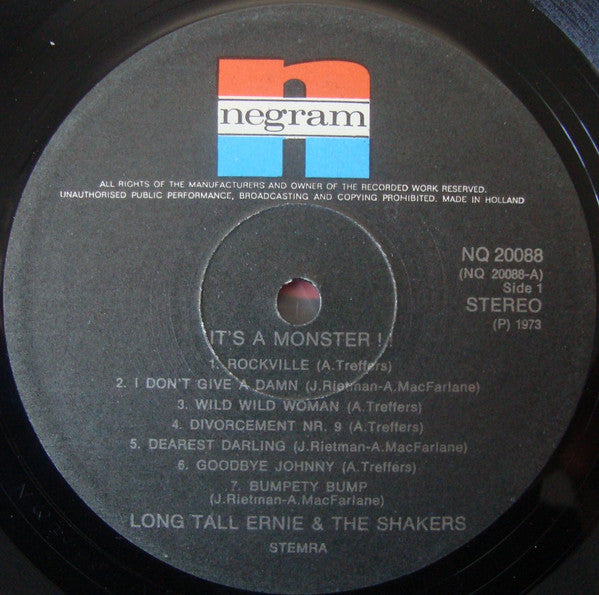 negram
ALL RIGHTS OF THE MANUFACTURERS AND OWNER OF THE RECORDED WORK RESERVED.
UNAUTHORISED PUBLIC PERFORMANCE, BROADCASTING AND COPYING PROHIBITED. MADE IN HOLLAND
NQ 20088
(NQ 20088-A)
Side 1
STEREO
(P) 1973
IT'S A MONSTER!!
1. ROCKVILLE (A.Treffers)
2. I DON'T GIVE A DAMN (J.Rietman-A.MacFarlane)
3. WILD WILD WOMAN (A.Treffers)
4. DIVORCEMENT NR. 9 (A.Treffers)
5. DEAREST DARLING (J.Rietman-A.MacFarlane)
6. GOODBYE JOHNNY (A.Treffers)
7. BUMPETY BUMP
(J.Rietman-A.MacFarlane)
LONG TALL ERNIE & THE SHAKERS
STEMRA